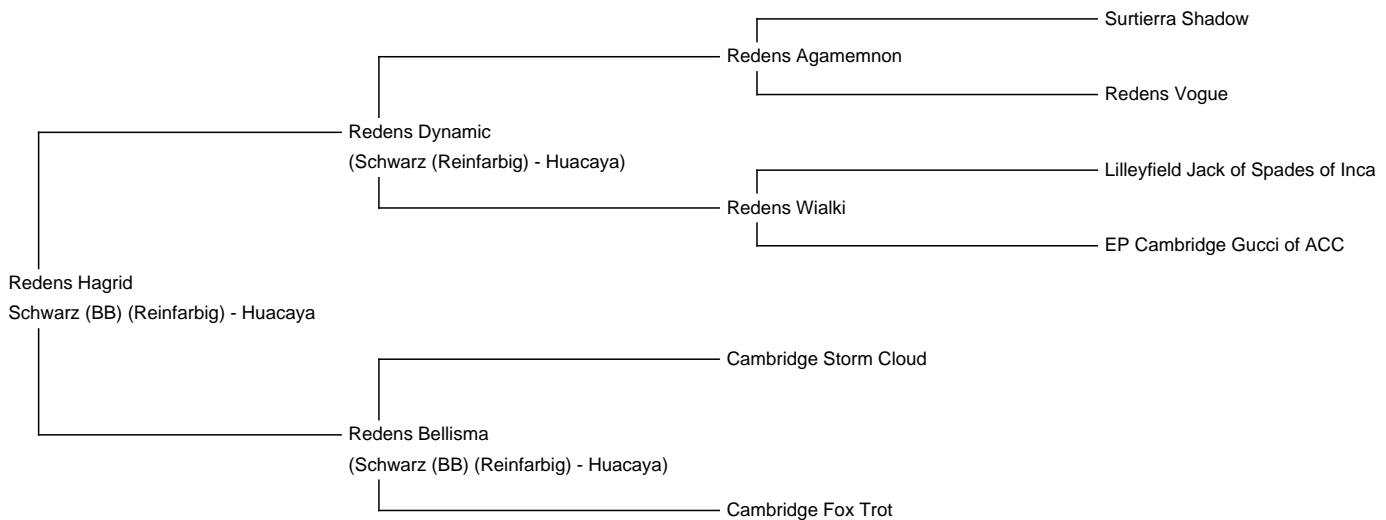 Surtierra Shadow
Redens Agamemnon
Redens Vogue
Redens Dynamic
(Schwarz (Reinfarbig) - Huacaya)
Lilleyfield Jack of Spades of Inca
Redens Wialki
EP Cambridge Gucci of ACC
Redens Hagrid
Schwarz (BB) (Reinfarbig) - Huacaya
Cambridge Storm Cloud
Redens Bellisma
(Schwarz (BB) (Reinfarbig) - Huacaya)
Cambridge Fox Trot